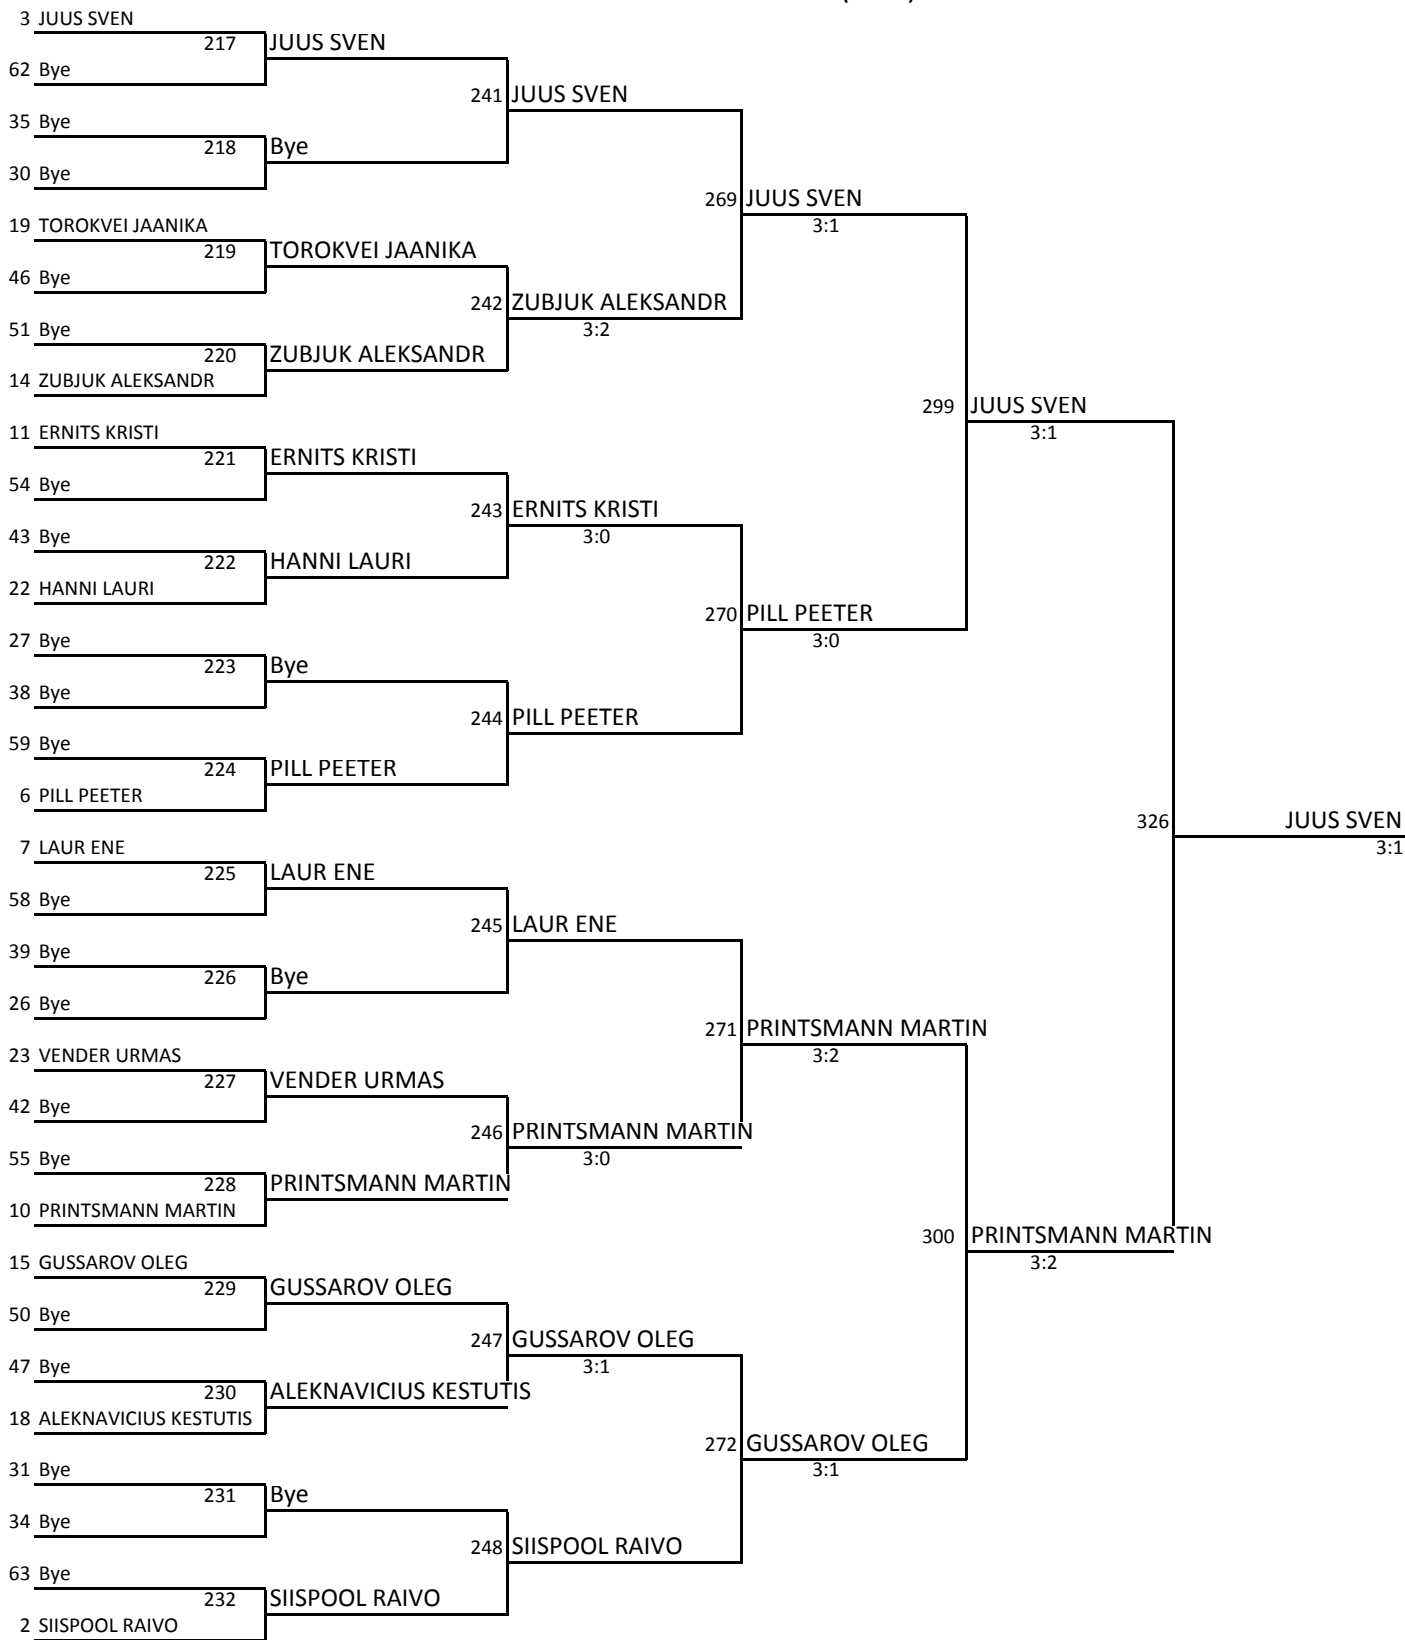 3 JUUS SVEN
217 JUUS SVEN
62 Bye
241 JUUS SVEN
35 Bye
218 Bye
30 Bye
269 JUUS SVEN
3:1
19 TOROKVEI JAANIKA
219 TOROKVEI JAANIKA
46 Bye
242 ZUBJUK ALEKSANDR
3:2
51 Bye
220 ZUBJUK ALEKSANDR
14 ZUBJUK ALEKSANDR
299 JUUS SVEN
3:1
11 ERNITS KRISTI
221 ERNITS KRISTI
54 Bye
243 ERNITS KRISTI
3:0
43 Bye
222 HANNI LAURI
22 HANNI LAURI
270 PILL PEETER
3:0
27 Bye
223 Bye
38 Bye
244 PILL PEETER
59 Bye
224 PILL PEETER
6 PILL PEETER
326 JUUS SVEN
3:1
7 LAUR ENE
225 LAUR ENE
58 Bye
245 LAUR ENE
39 Bye
226 Bye
26 Bye
271 PRINTSMANN MARTIN
3:2
23 VENDER URMAS
227 VENDER URMAS
42 Bye
246 PRINTSMANN MARTIN
3:0
55 Bye
228 PRINTSMANN MARTIN
10 PRINTSMANN MARTIN
300 PRINTSMANN MARTIN
3:2
15 GUSSAROV OLEG
229 GUSSAROV OLEG
50 Bye
247 GUSSAROV OLEG
3:1
47 Bye
230 ALEKNAVICIUS KESTUTIS
18 ALEKNAVICIUS KESTUTIS
272 GUSSAROV OLEG
3:1
31 Bye
231 Bye
34 Bye
248 SIISPOOL RAIVO
63 Bye
232 SIISPOOL RAIVO
2 SIISPOOL RAIVO